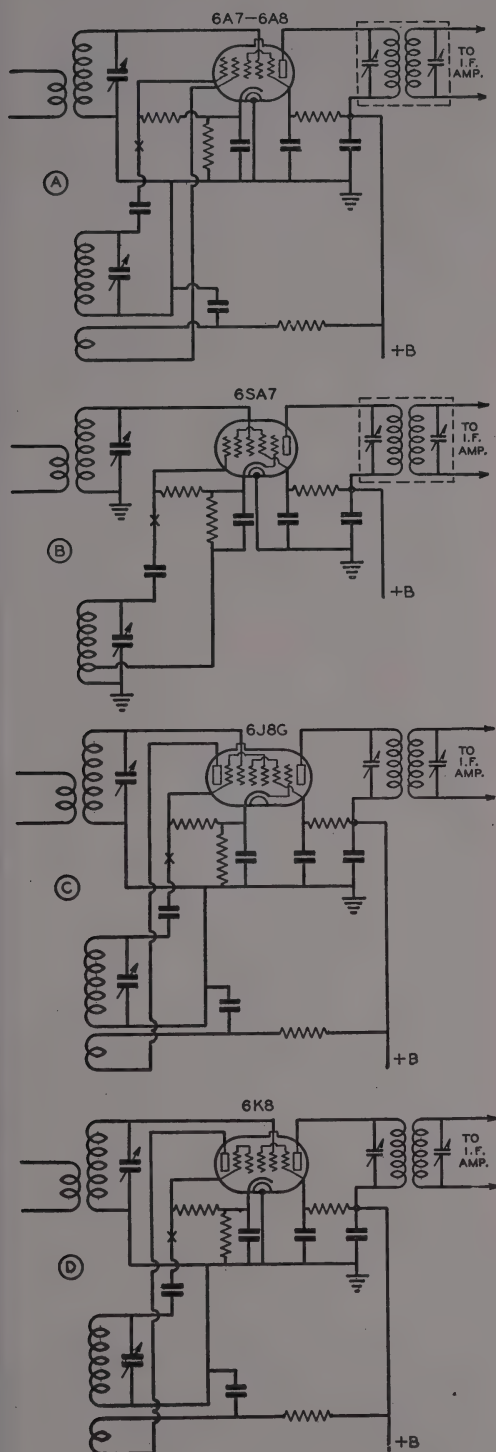 6A7-6A8
TO
I.F.
AMP.
A
+B
6SA7
TO
I.F.
AMP.
B
+B
6J8G
TO
I.F.
AMP.
C
+B
6K8
TO
I.F.
AMP.
D
+B